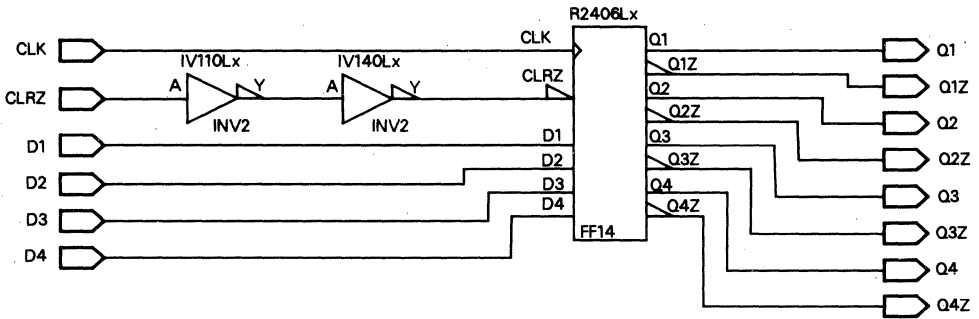 R2406Lx
CLK
CLK
Q1
Q1
IV110Lx
IV140Lx
Q1Z
Q1Z
CLRZ
A
Y
A
Y
CLRZ
Q2
Q2
INV2
INV2
Q2Z
Q2Z
D1
D1
Q3
Q3
D2
D2
Q3Z
Q3Z
D3
D3
Q4
Q4
D4
D4
Q4Z
Q4Z
FF14